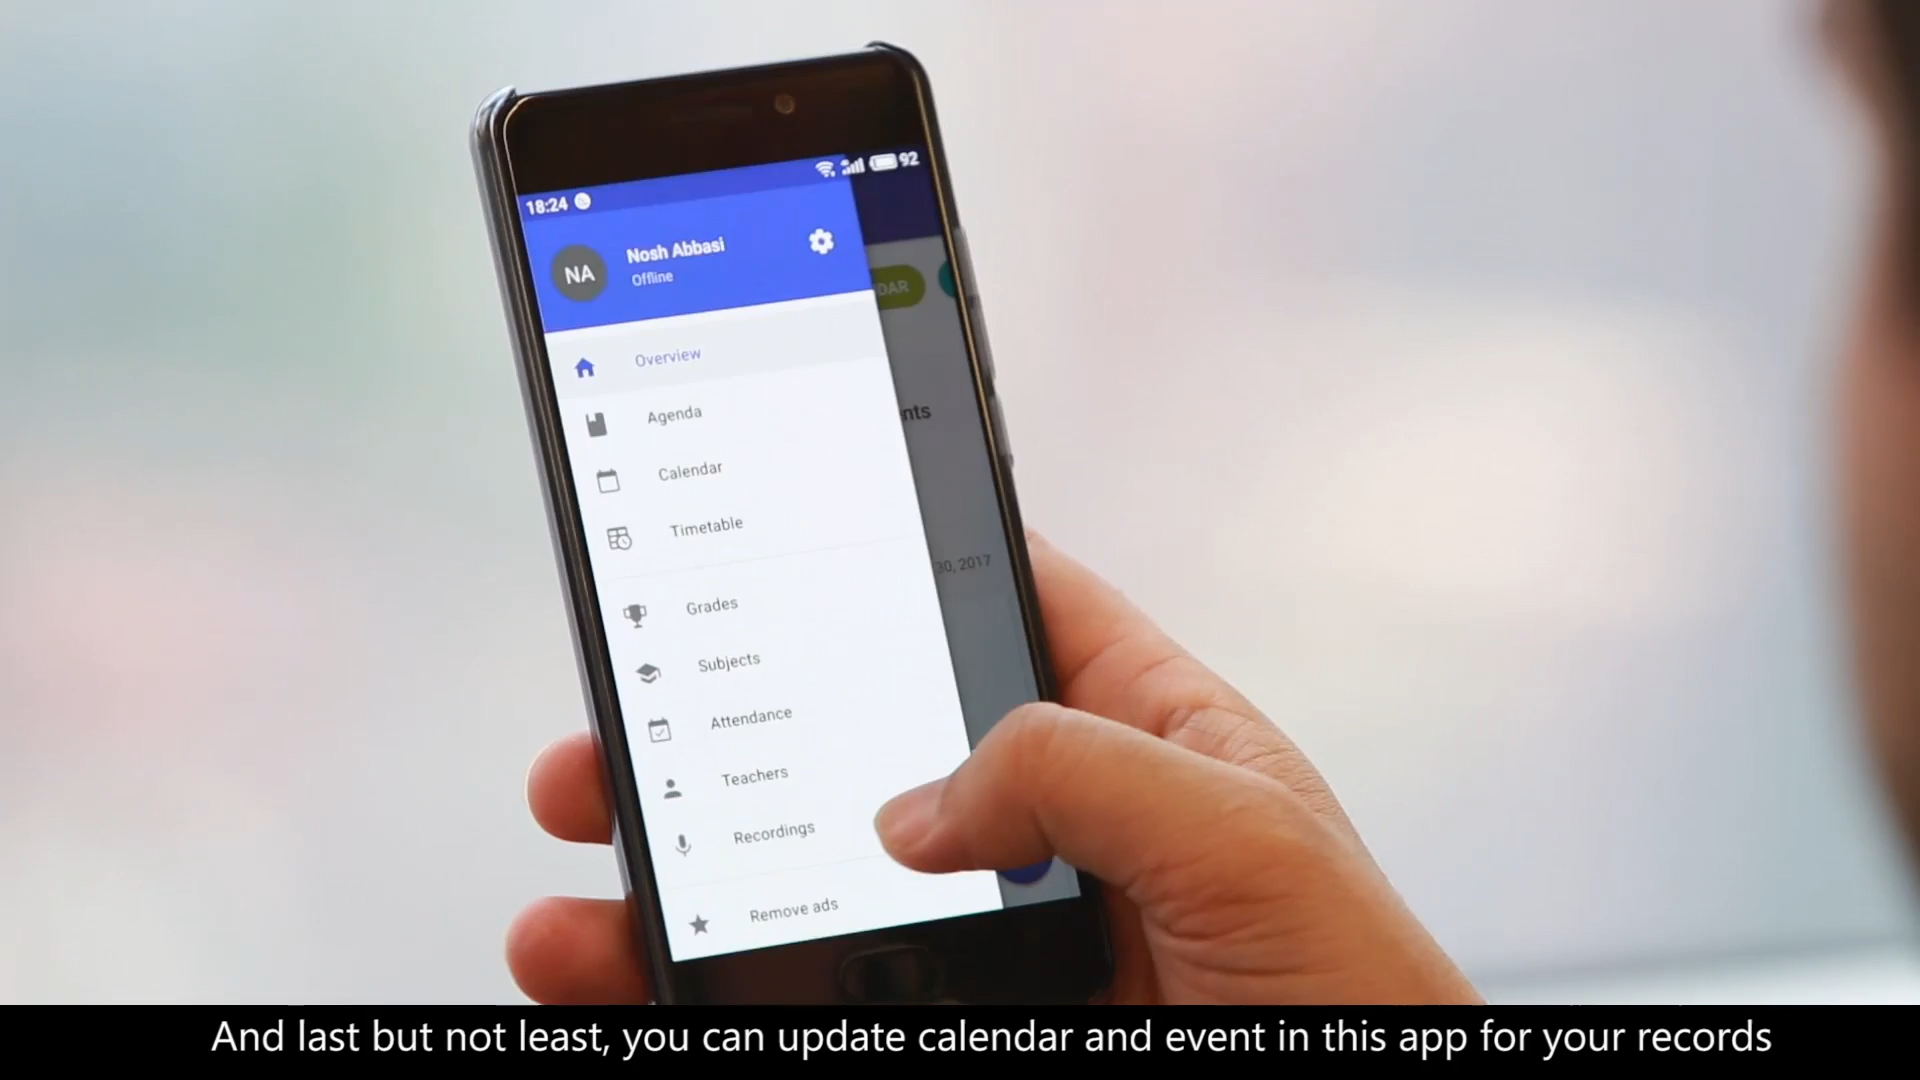 18:24
92
NA
Nosh Abbasi
Offline
DAR
Overview
Agenda
nts
Calendar
Timetable
30, 2017
Grades
Subjects
Attendance
Teachers
Recordings
Remove ads
And last but not least, you can update calendar and event in this app for your records